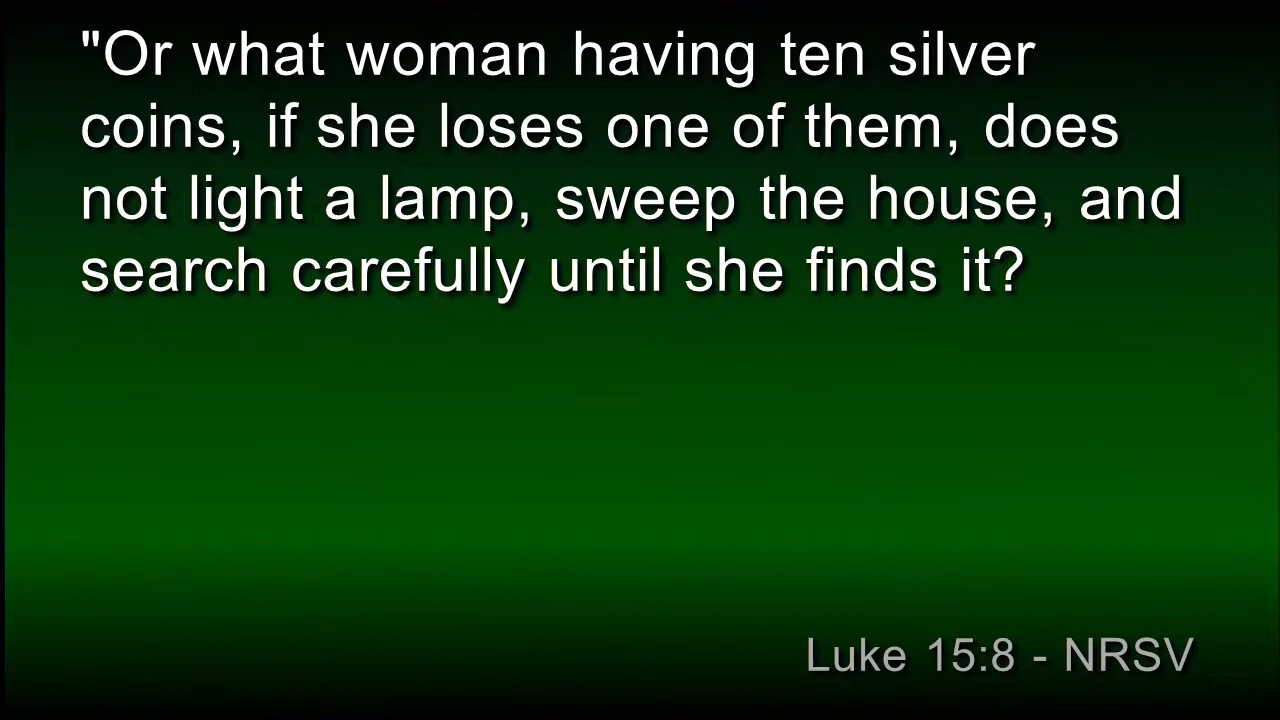 "Or what woman having ten silver
coins, if she loses one of them, does
not light a lamp, sweep the house, and
search carefully until she finds it?
Luke 15:8 - NRSV